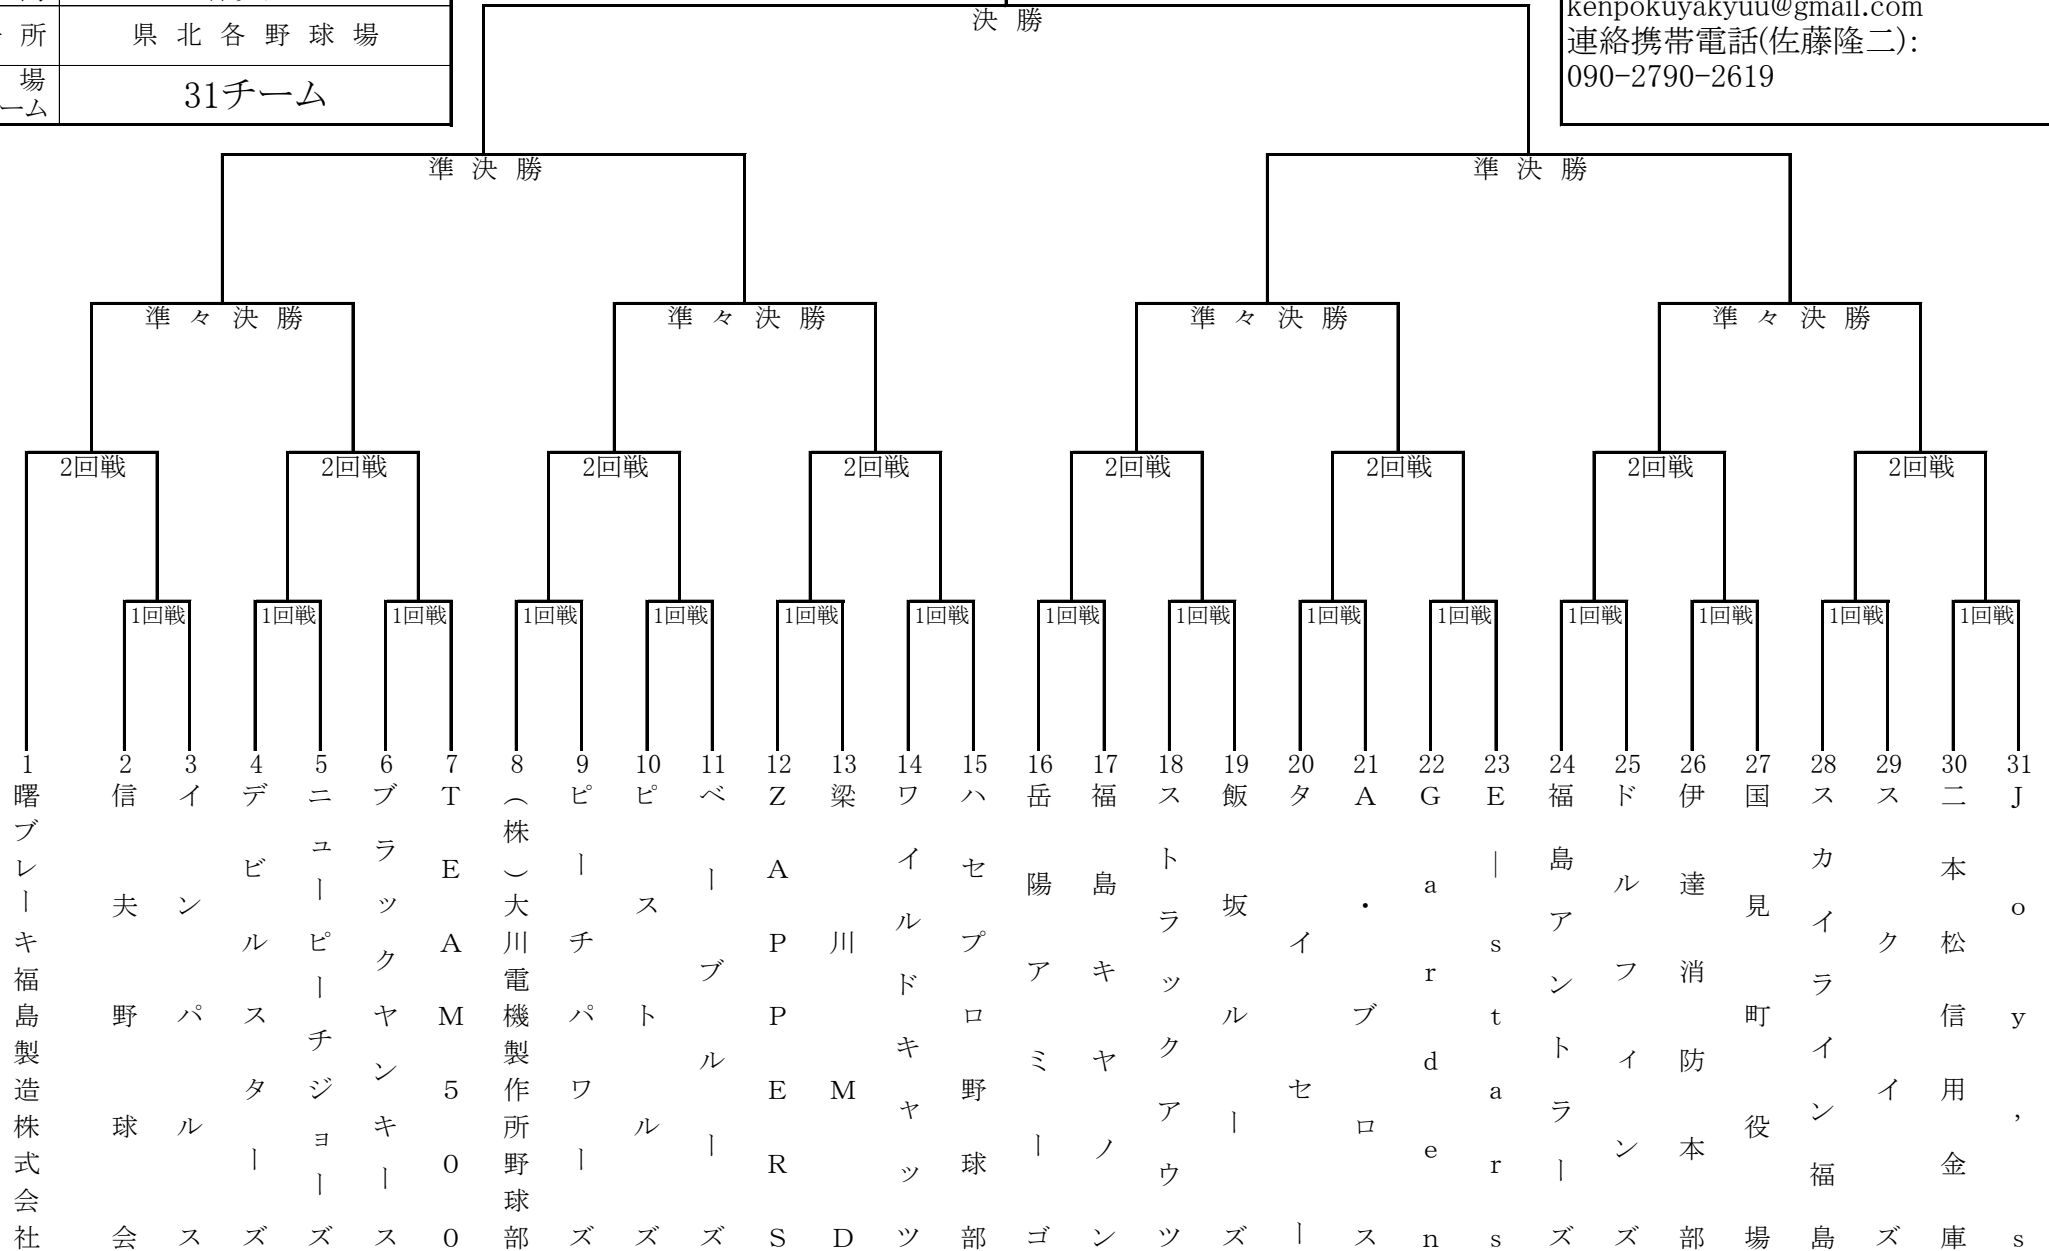 所 県北各野球場
場
ーム 31チーム
kenpokuyakyuu@gmail.com
連絡携帯電話(佐藤隆二):
090-2790-2619
決勝
準決勝 準決勝
準々決勝 準々決勝 準々決勝 準々決勝
2回戦 2回戦 2回戦 2回戦 2回戦 2回戦 2回戦 2回戦
1回戦 1回戦 1回戦 1回戦 1回戦 1回戦 1回戦 1回戦 1回戦 1回戦 1回戦 1回戦 1回戦 1回戦 1回戦
1 曙ブレーキ福島製造株式会社
2 信夫野球会
3 インパルス
4 デビルスターズ
5 ニューピーチジョーズ
6 ブラックヤンキース
7 TEAM500
8 (株)大川電機製作所野球部
9 ピーチパワーズ
10 ピストルズ
11 ベーブルーズ
12 ZAPPERS
13 梁川MD
14 ワイルドキャッツ
15 ハセプロ野球部
16 岳陽アミーゴ
17 福島キヤノン
18 ストラックアウツ
19 飯坂ルーズ
20 タイセー
21 A・ブロス
22 Garden
23 E―stars
24 福島アントラーズ
25 ドルフィンズ
26 伊達消防本部
27 国見町役場
28 スカイライン福島
29 スクイズ
30 二本松信用金庫
31 Joy,s